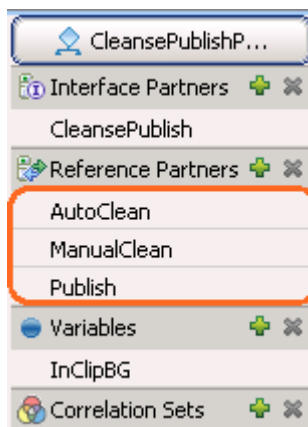 CleansePublishP...
Interface Partners
CleansePublish
Reference Partners
AutoClean
ManualClean
Publish
Variables
InClipBG
Correlation Sets